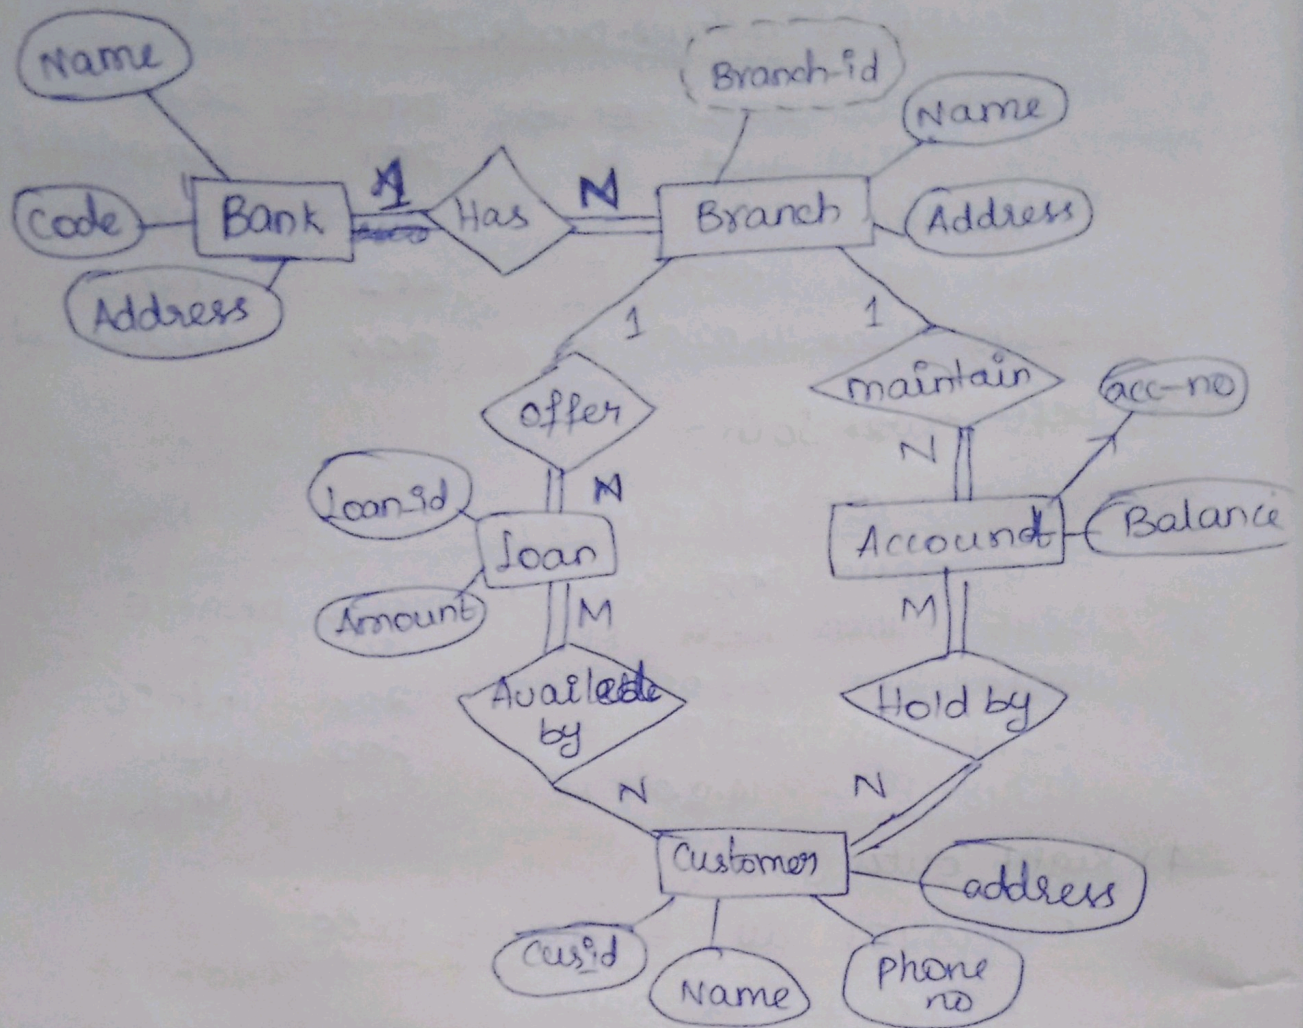 Name
Branch-id
Name
Code
Bank
1
Has
N
Branch
Address
Address
1
1
offer
maintain
acc-no
N
N
Loan-id
Loan
Account
Balance
Amount
M
M
Available
by
Hold by
N
N
Customer
address
Cus-id
Name
phone
no